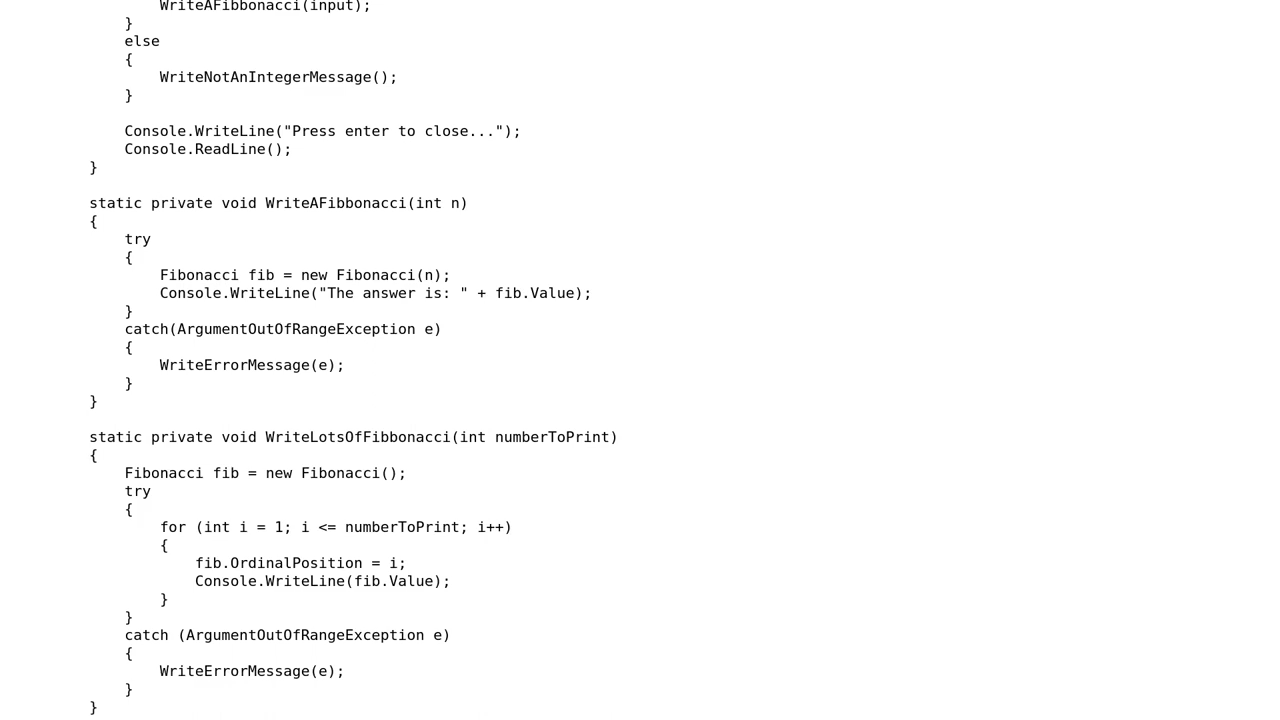 WriteAFibbonacci(input);
        }
        else
        {
            WriteNotAnIntegerMessage();
        }

        Console.WriteLine("Press enter to close...");
        Console.ReadLine();
    }

    static private void WriteAFibbonacci(int n)
    {
        try
        {
            Fibonacci fib = new Fibonacci(n);
            Console.WriteLine("The answer is: " + fib.Value);
        }
        catch(ArgumentOutOfRangeException e)
        {
            WriteErrorMessage(e);
        }
    }

    static private void WriteLotsOfFibbonacci(int numberToPrint)
    {
        Fibonacci fib = new Fibonacci();
        try
        {
            for (int i = 1; i <= numberToPrint; i++)
            {
                fib.OrdinalPosition = i;
                Console.WriteLine(fib.Value);
            }
        }
        catch (ArgumentOutOfRangeException e)
        {
            WriteErrorMessage(e);
        }
    }